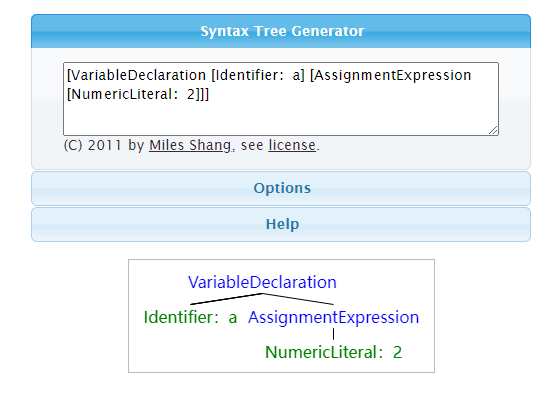 Syntax Tree Generator
[VariableDeclaration [Identifier: a] [AssignmentExpression
[NumericLiteral: 2]]]
(C) 2011 by Miles Shang, see license.
Options
Help
VariableDeclaration
Identifier: a AssignmentExpression
NumericLiteral: 2